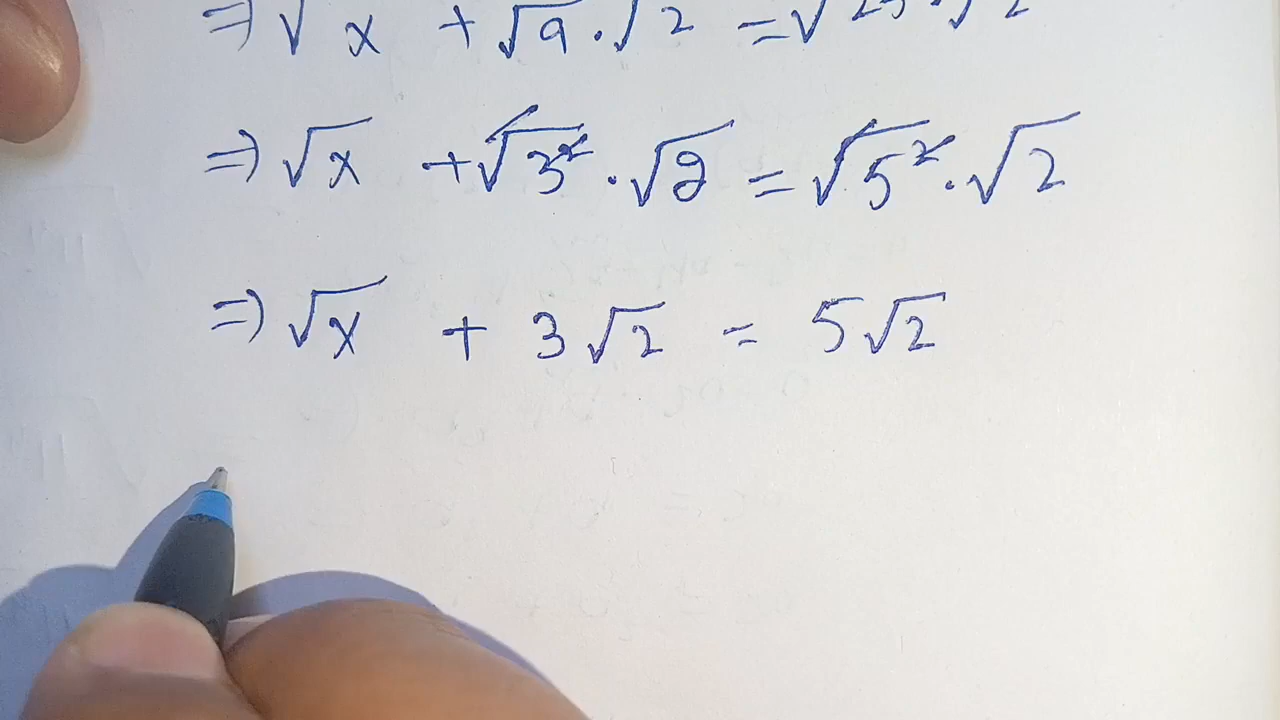 ⇒ √x + √9 . √2 = √25 . √2
⇒ √x + √3² . √2 = √5² . √2
⇒ √x + 3√2 = 5√2